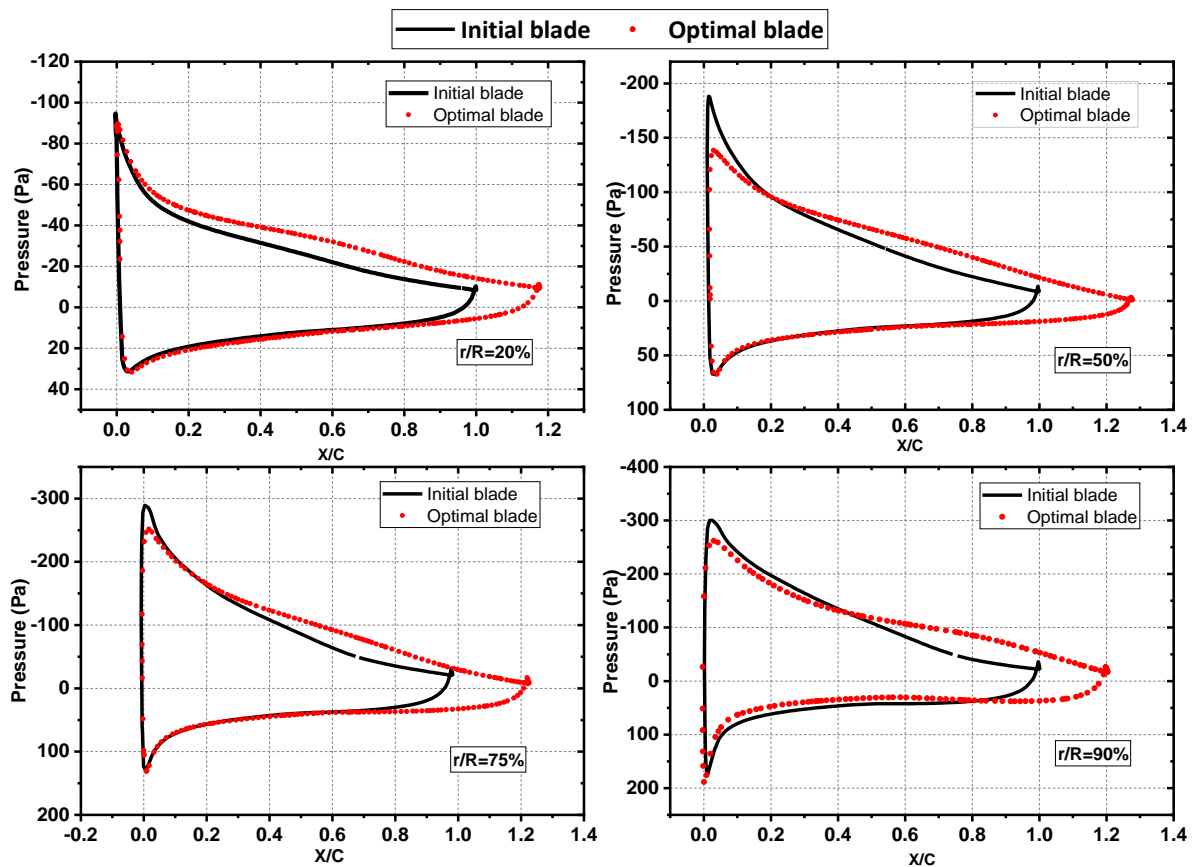 Initial blade Optimal blade
-120
-100
-80
-60
-40
-20
0
20
40
Pressure (Pa)
Initial blade
Optimal blade
r/R=20%
0.0 0.2 0.4 0.6 0.8 1.0 1.2
X/C
-200
-150
-100
-50
0
50
100
Pressure (Pa)
Initial blade
Optimal blade
r/R=50%
0.0 0.2 0.4 0.6 0.8 1.0 1.2 1.4
X/C
-300
-200
-100
0
100
200
Pressure (Pa)
Initial blade
Optimal blade
r/R=75%
-0.2 0.0 0.2 0.4 0.6 0.8 1.0 1.2 1.4
X/C
-400
-300
-200
-100
0
100
200
Pressure (Pa)
Initial blade
Optimal blade
r/R=90%
0.0 0.2 0.4 0.6 0.8 1.0 1.2 1.4
X/C